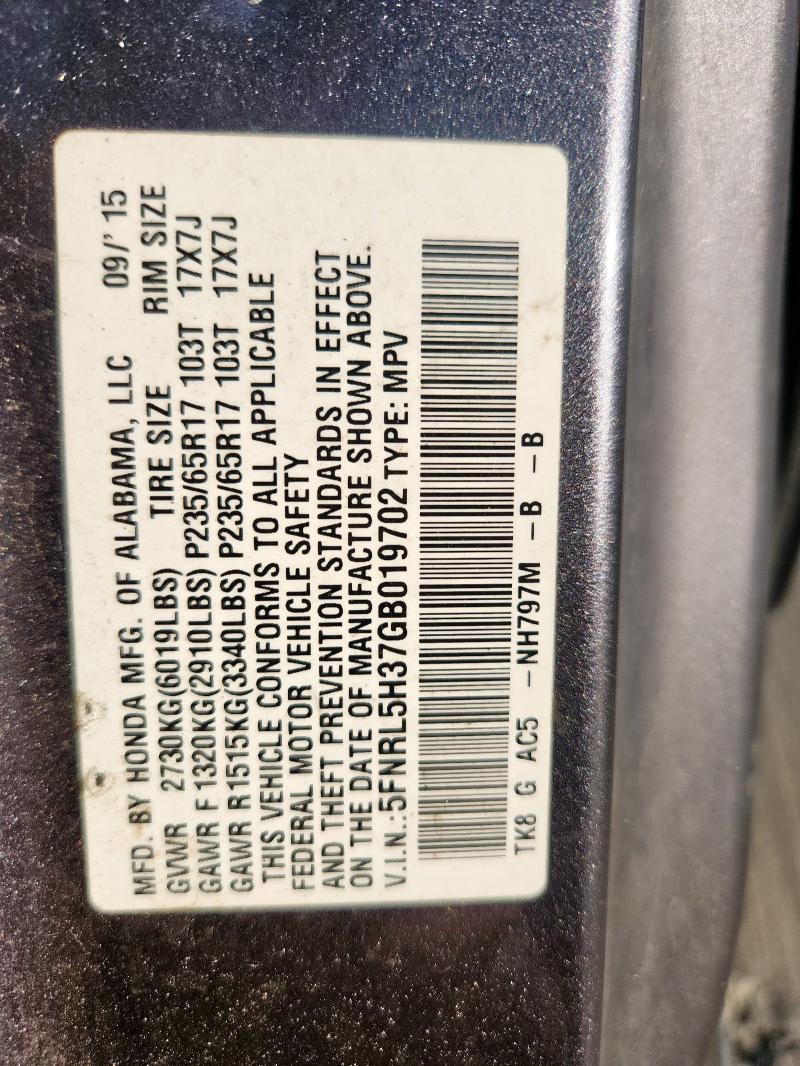 MFD. BY HONDA MFG. OF ALABAMA, LLC 09/'15
GVWR 2730KG(6019LBS) TIRE SIZE RIM SIZE
GAWR F 1320KG(2910LBS) P235/65R17 103T 17X7J
GAWR R1515KG(3340LBS) P235/65R17 103T 17X7J
THIS VEHICLE CONFORMS TO ALL APPLICABLE
FEDERAL MOTOR VEHICLE SAFETY
AND THEFT PREVENTION STANDARDS IN EFFECT
ON THE DATE OF MANUFACTURE SHOWN ABOVE.
V.I.N.:5FNRL5H37GB019702 TYPE: MPV
TK8 G AC5 -NH797M -B -B